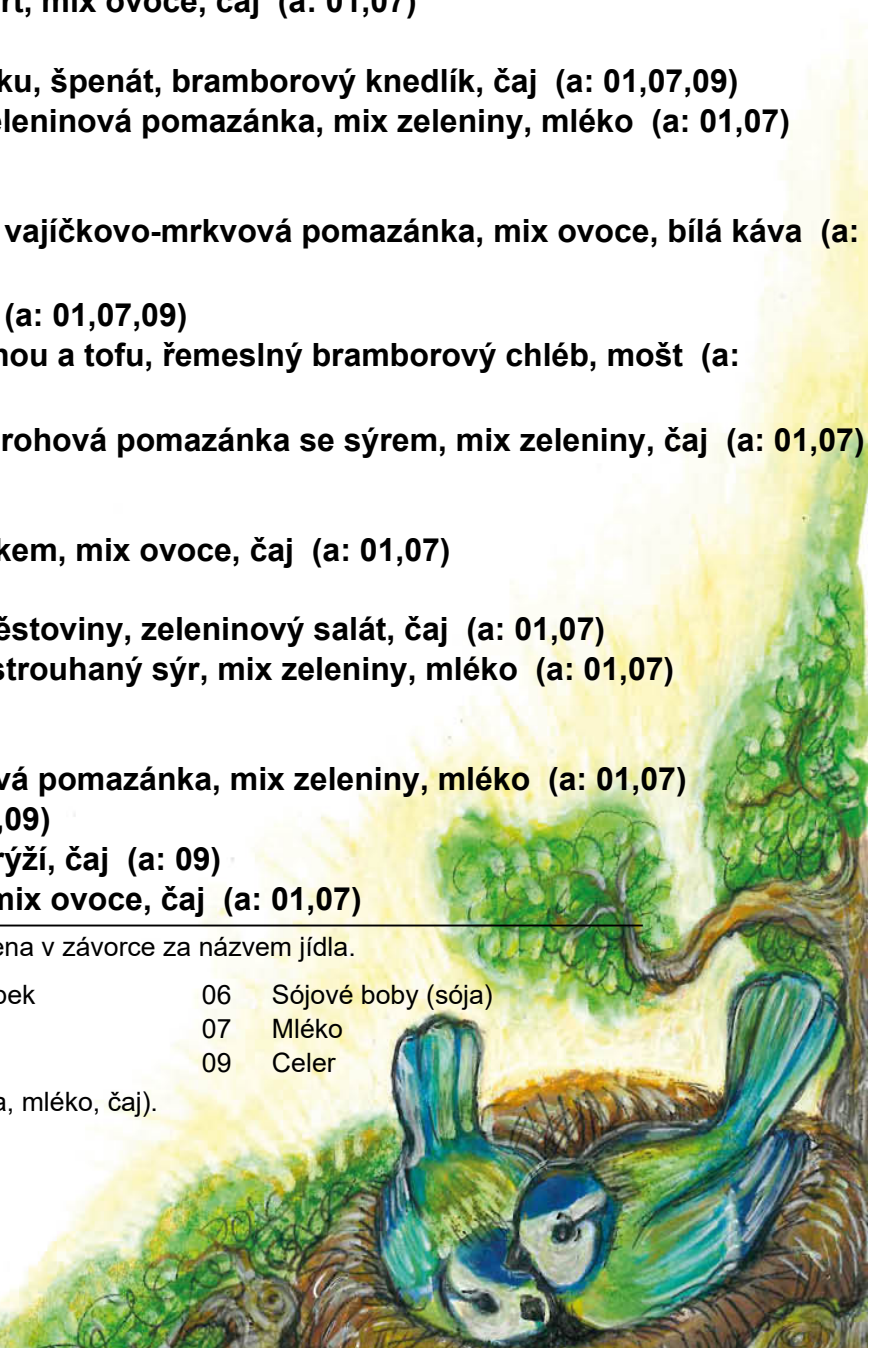 rt, mix ovoce, čaj (a: 01,07)
ku, špenát, bramborový knedlík, čaj (a: 01,07,09)
eleninová pomazánka, mix zeleniny, mléko (a: 01,07)
vajíčkovo-mrkvová pomazánka, mix ovoce, bílá káva (a:
(a: 01,07,09)
nou a tofu, řemeslný bramborový chléb, mošt (a:
rohová pomazánka se sýrem, mix zeleniny, čaj (a: 01,07)
kem, mix ovoce, čaj (a: 01,07)
ěstoviny, zeleninový salát, čaj (a: 01,07)
strouhaný sýr, mix zeleniny, mléko (a: 01,07)
vá pomazánka, mix zeleniny, mléko (a: 01,07)
,09)
rýží, čaj (a: 09)
mix ovoce, čaj (a: 01,07)
ena v závorce za názvem jídla.
bek 06 Sójové boby (sója)
07 Mléko
09 Celer
a, mléko, čaj).